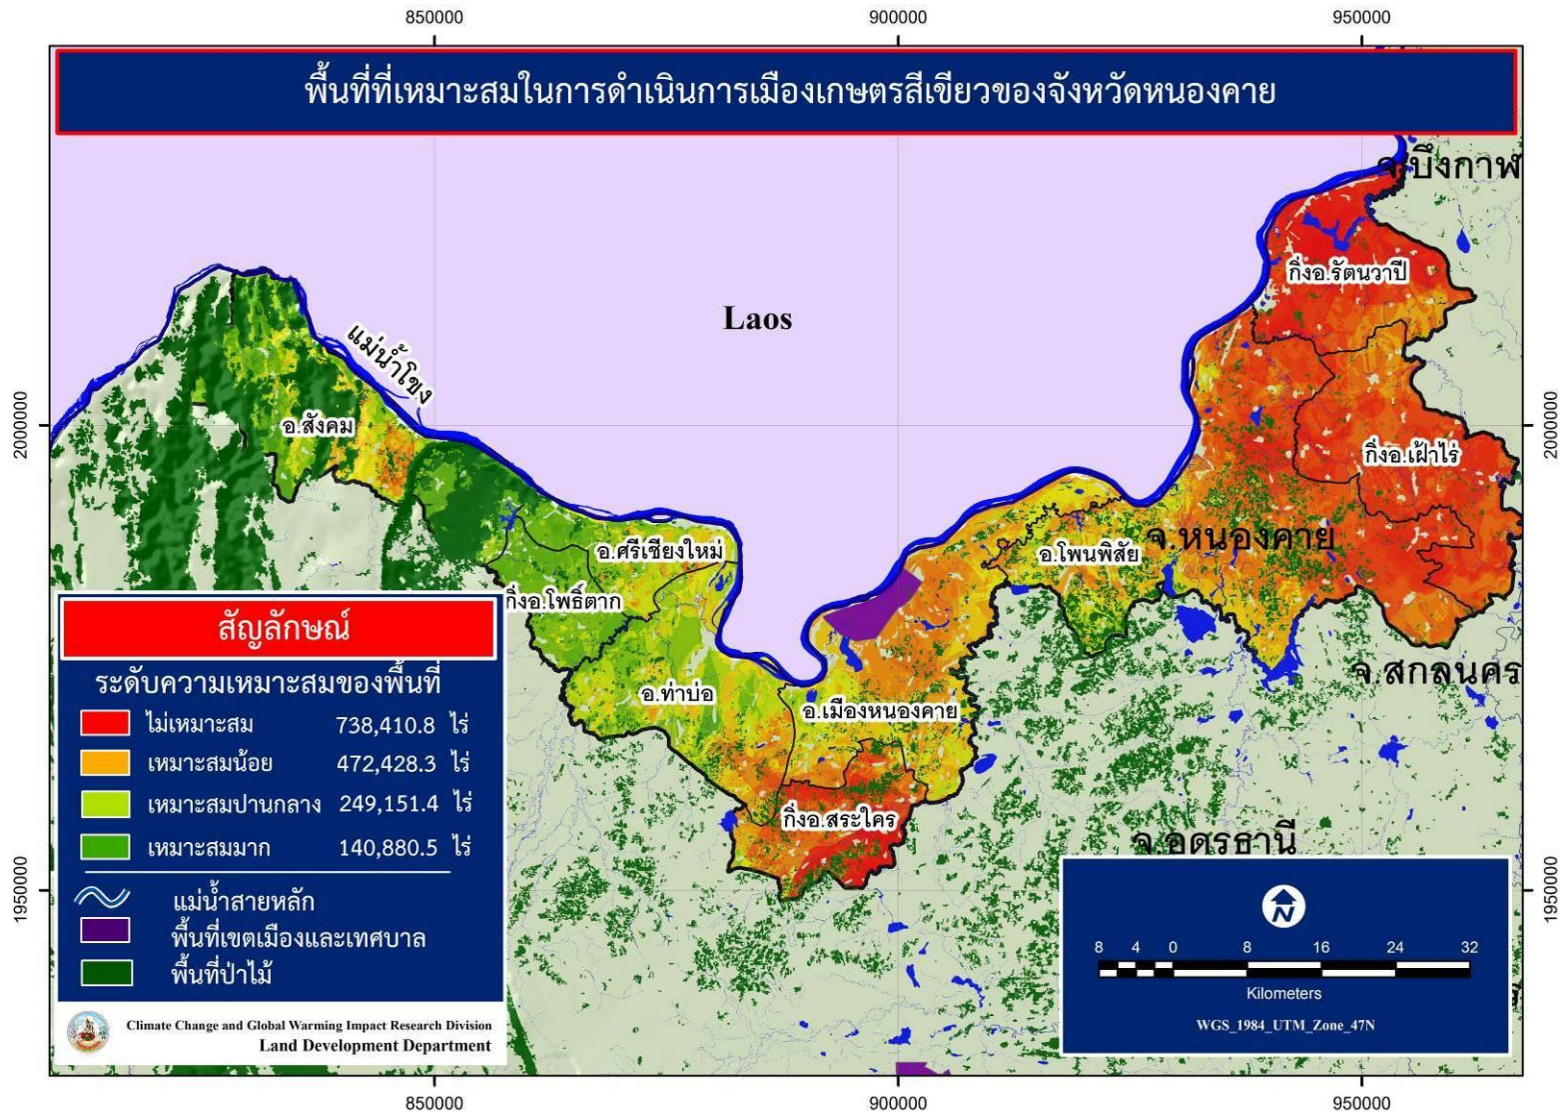 850000
900000
950000
พื้นที่ที่เหมาะสมในการดำเนินการเมืองเกษตรสีเขียวของจังหวัดหนองคาย
จ.บึงกาฬ
กิ่งอ.รัตนวาปี
Laos
แม่น้ำโขง
2000000
2000000
อ.สังคม
กิ่งอ.เฝ้าไร่
จ.หนองคาย
อ.ศรีเชียงใหม่
อ.โพนพิสัย
กิ่งอ.โพธิ์ตาก
จ.สกลนคร
อ.ท่าบ่อ
อ.เมืองหนองคาย
กิ่งอ.สระใคร
จ.อุดรธานี
1950000
1950000
สัญลักษณ์
ระดับความเหมาะสมของพื้นที่
ไม่เหมาะสม 738,410.8 ไร่
เหมาะสมน้อย 472,428.3 ไร่
เหมาะสมปานกลาง 249,151.4 ไร่
เหมาะสมมาก 140,880.5 ไร่
แม่น้ำสายหลัก
พื้นที่เขตเมืองและเทศบาล
พื้นที่ป่าไม้
Climate Change and Global Warming Impact Research Division
Land Development Department
N
8 4 0 8 16 24 32
Kilometers
WGS_1984_UTM_Zone_47N
850000
900000
950000